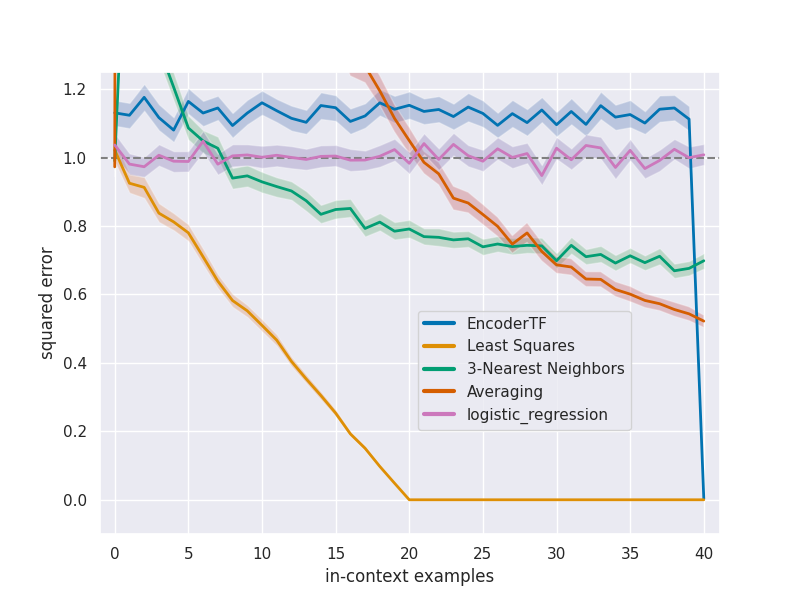 1.2
1.0
0.8
0.6
0.4
0.2
0.0
squared error
EncoderTF
Least Squares
3-Nearest Neighbors
Averaging
logistic_regression
0 5 10 15 20 25 30 35 40
in-context examples